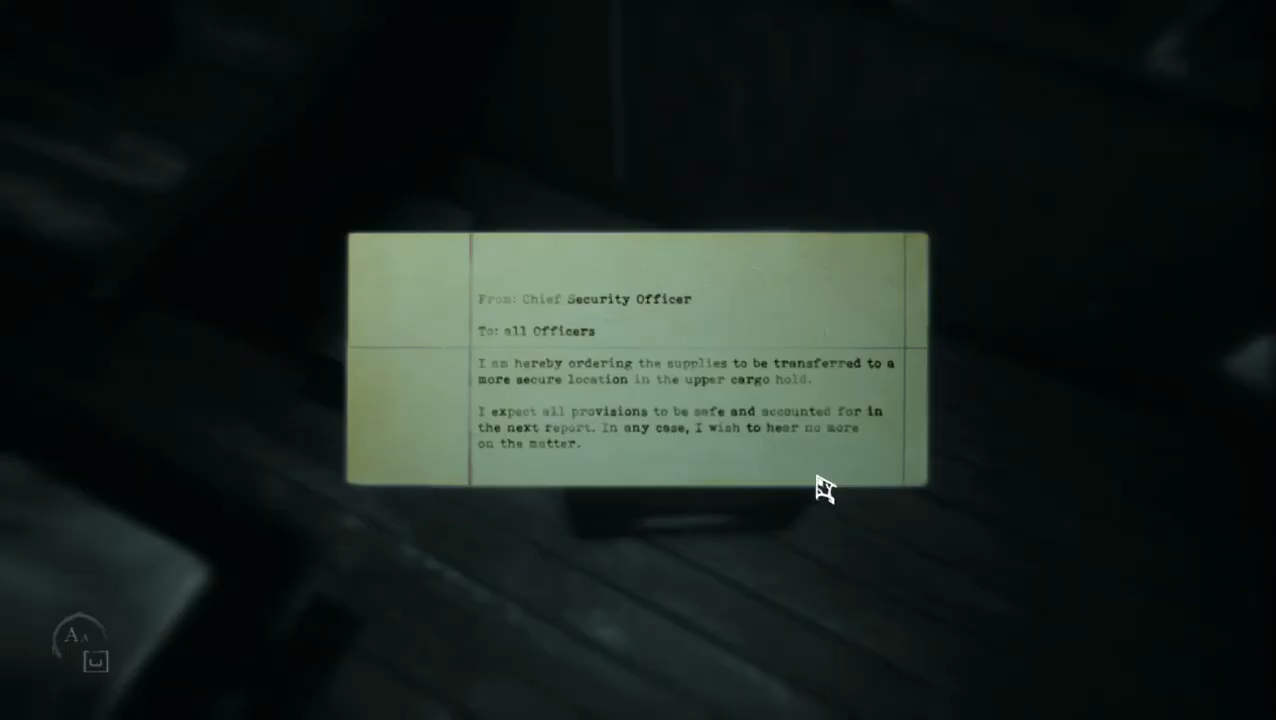 From: Chief Security Officer
To: all Officers
I am hereby ordering the supplies to be transferred to a
more secure location in the upper cargo hold.
I expect all provisions to be safe and accounted for in
the next report. In any case, I wish to hear no more
on the matter.
AA